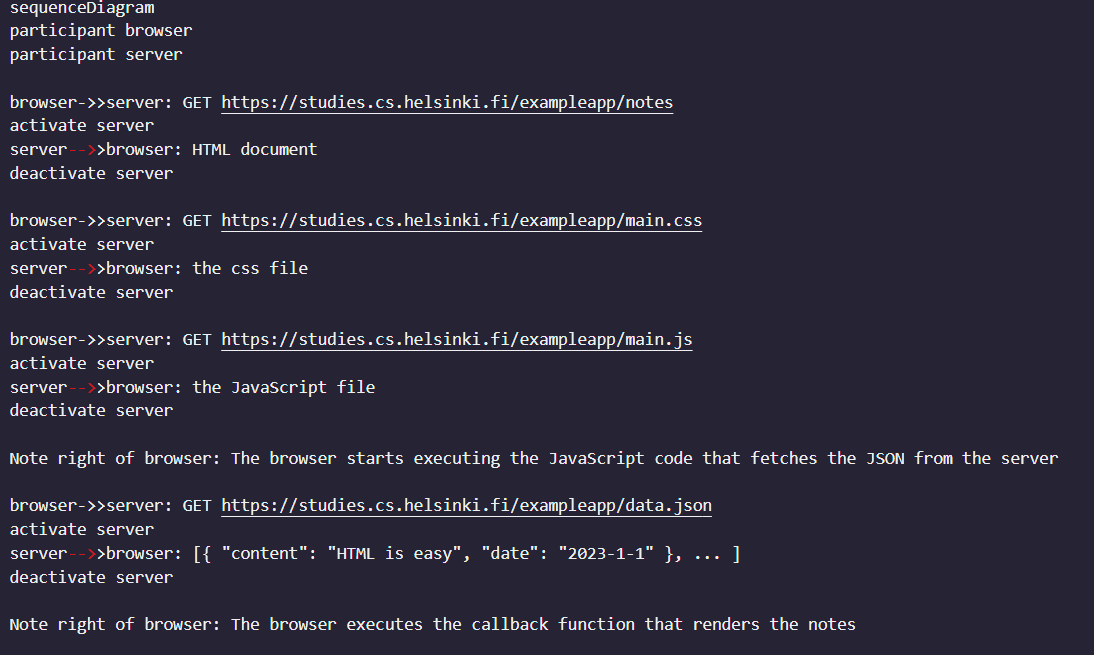 sequenceDiagram
participant browser
participant server
browser->>server: GET https://studies.cs.helsinki.fi/exampleapp/notes
activate server
server-->>browser: HTML document
deactivate server
browser->>server: GET https://studies.cs.helsinki.fi/exampleapp/main.css
activate server
server-->>browser: the css file
deactivate server
browser->>server: GET https://studies.cs.helsinki.fi/exampleapp/main.js
activate server
server-->>browser: the JavaScript file
deactivate server
Note right of browser: The browser starts executing the JavaScript code that fetches the JSON from the server
browser->>server: GET https://studies.cs.helsinki.fi/exampleapp/data.json
activate server
server-->>browser: [{ "content": "HTML is easy", "date": "2023-1-1" }, ... ]
deactivate server
Note right of browser: The browser executes the callback function that renders the notes